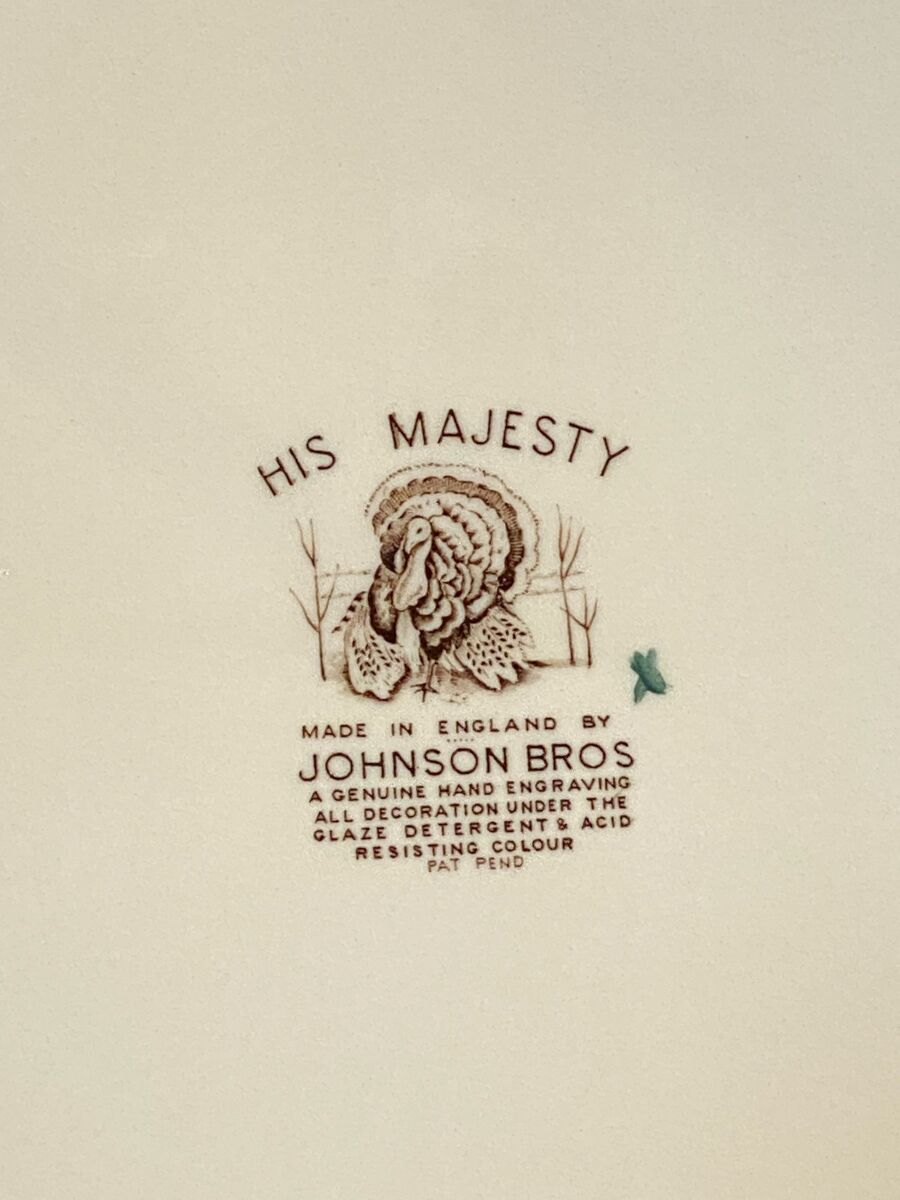 HIS MAJESTY
MADE IN ENGLAND BY
JOHNSON BROS
A GENUINE HAND ENGRAVING
ALL DECORATION UNDER THE
GLAZE DETERGENT & ACID
RESISTING COLOUR
PAT PEND